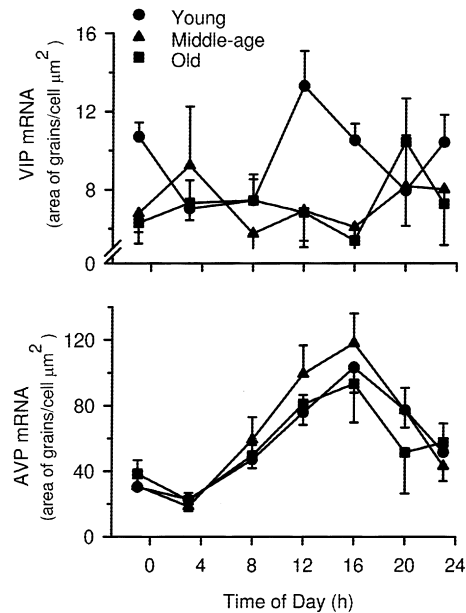 Young
Middle-age
Old
VIP mRNA
(area of grains/cell µm²)
16
12
8
0
AVP mRNA
(area of grains/cell µm²)
120
80
40
0
0 4 8 12 16 20 24
Time of Day (h)